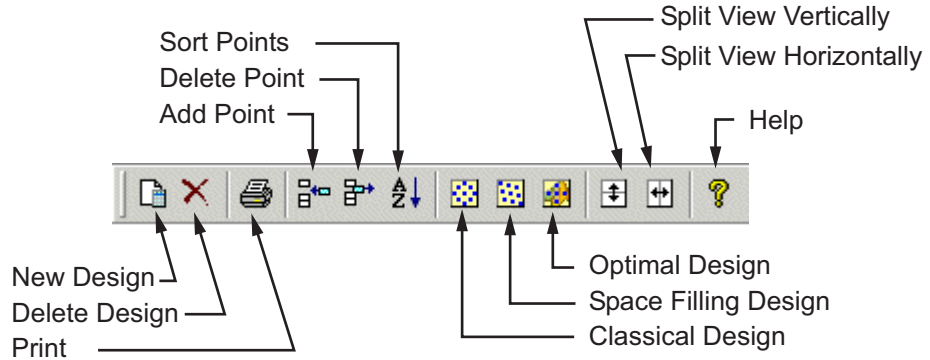 Split View Vertically
Sort Points
Split View Horizontally
Delete Point
Add Point
Help
A
Z
?
New Design
Optimal Design
Delete Design
Space Filling Design
Print
Classical Design